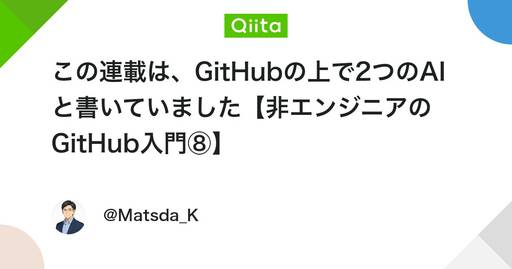 Qiita
この連載は、GitHubの上で2つのAI
と書いていました【非エンジニアの
GitHub入門⑧】
@Matsda_K